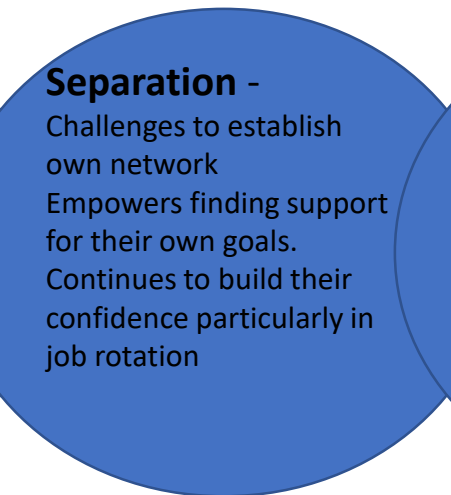 Separation -
Challenges to establish
own network
Empowers finding support
for their own goals.
Continues to build their
confidence particularly in
job rotation